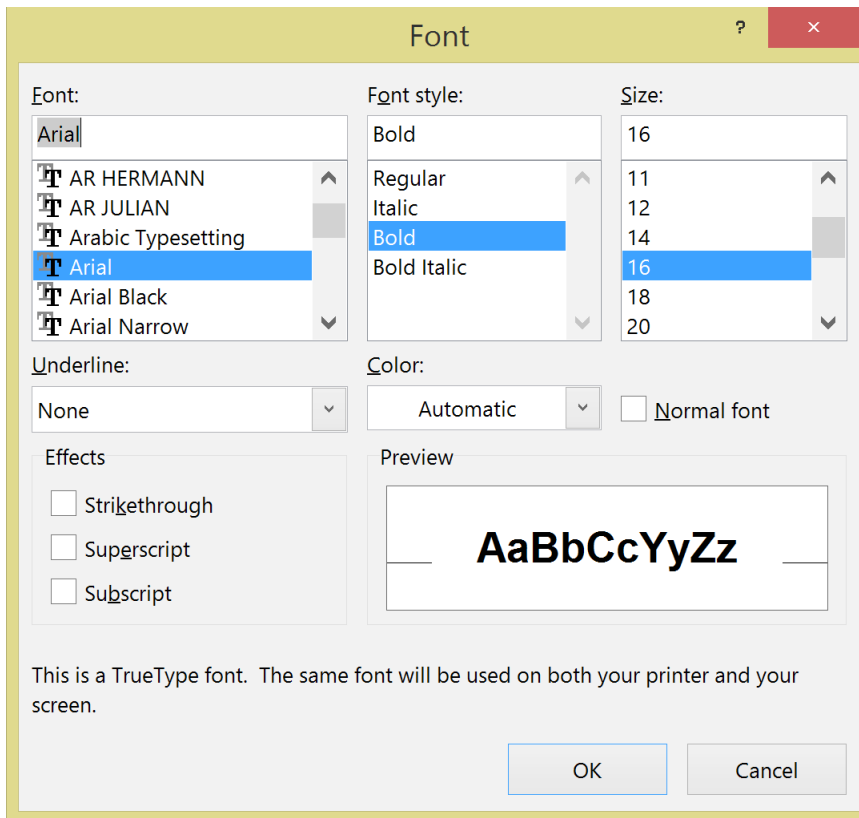 Font
?
×
Font:
Font style:
Size:
Arial
Bold
16
AR HERMANN
AR JULIAN
Arabic Typesetting
Arial
Arial Black
Arial Narrow
Regular
Italic
Bold
Bold Italic
11
12
14
16
18
20
Underline:
Color:
None
Automatic
Normal font
Effects
Strikethrough
Superscript
Subscript
Preview
AaBbCcYyZz
This is a TrueType font.  The same font will be used on both your printer and your
screen.
OK
Cancel